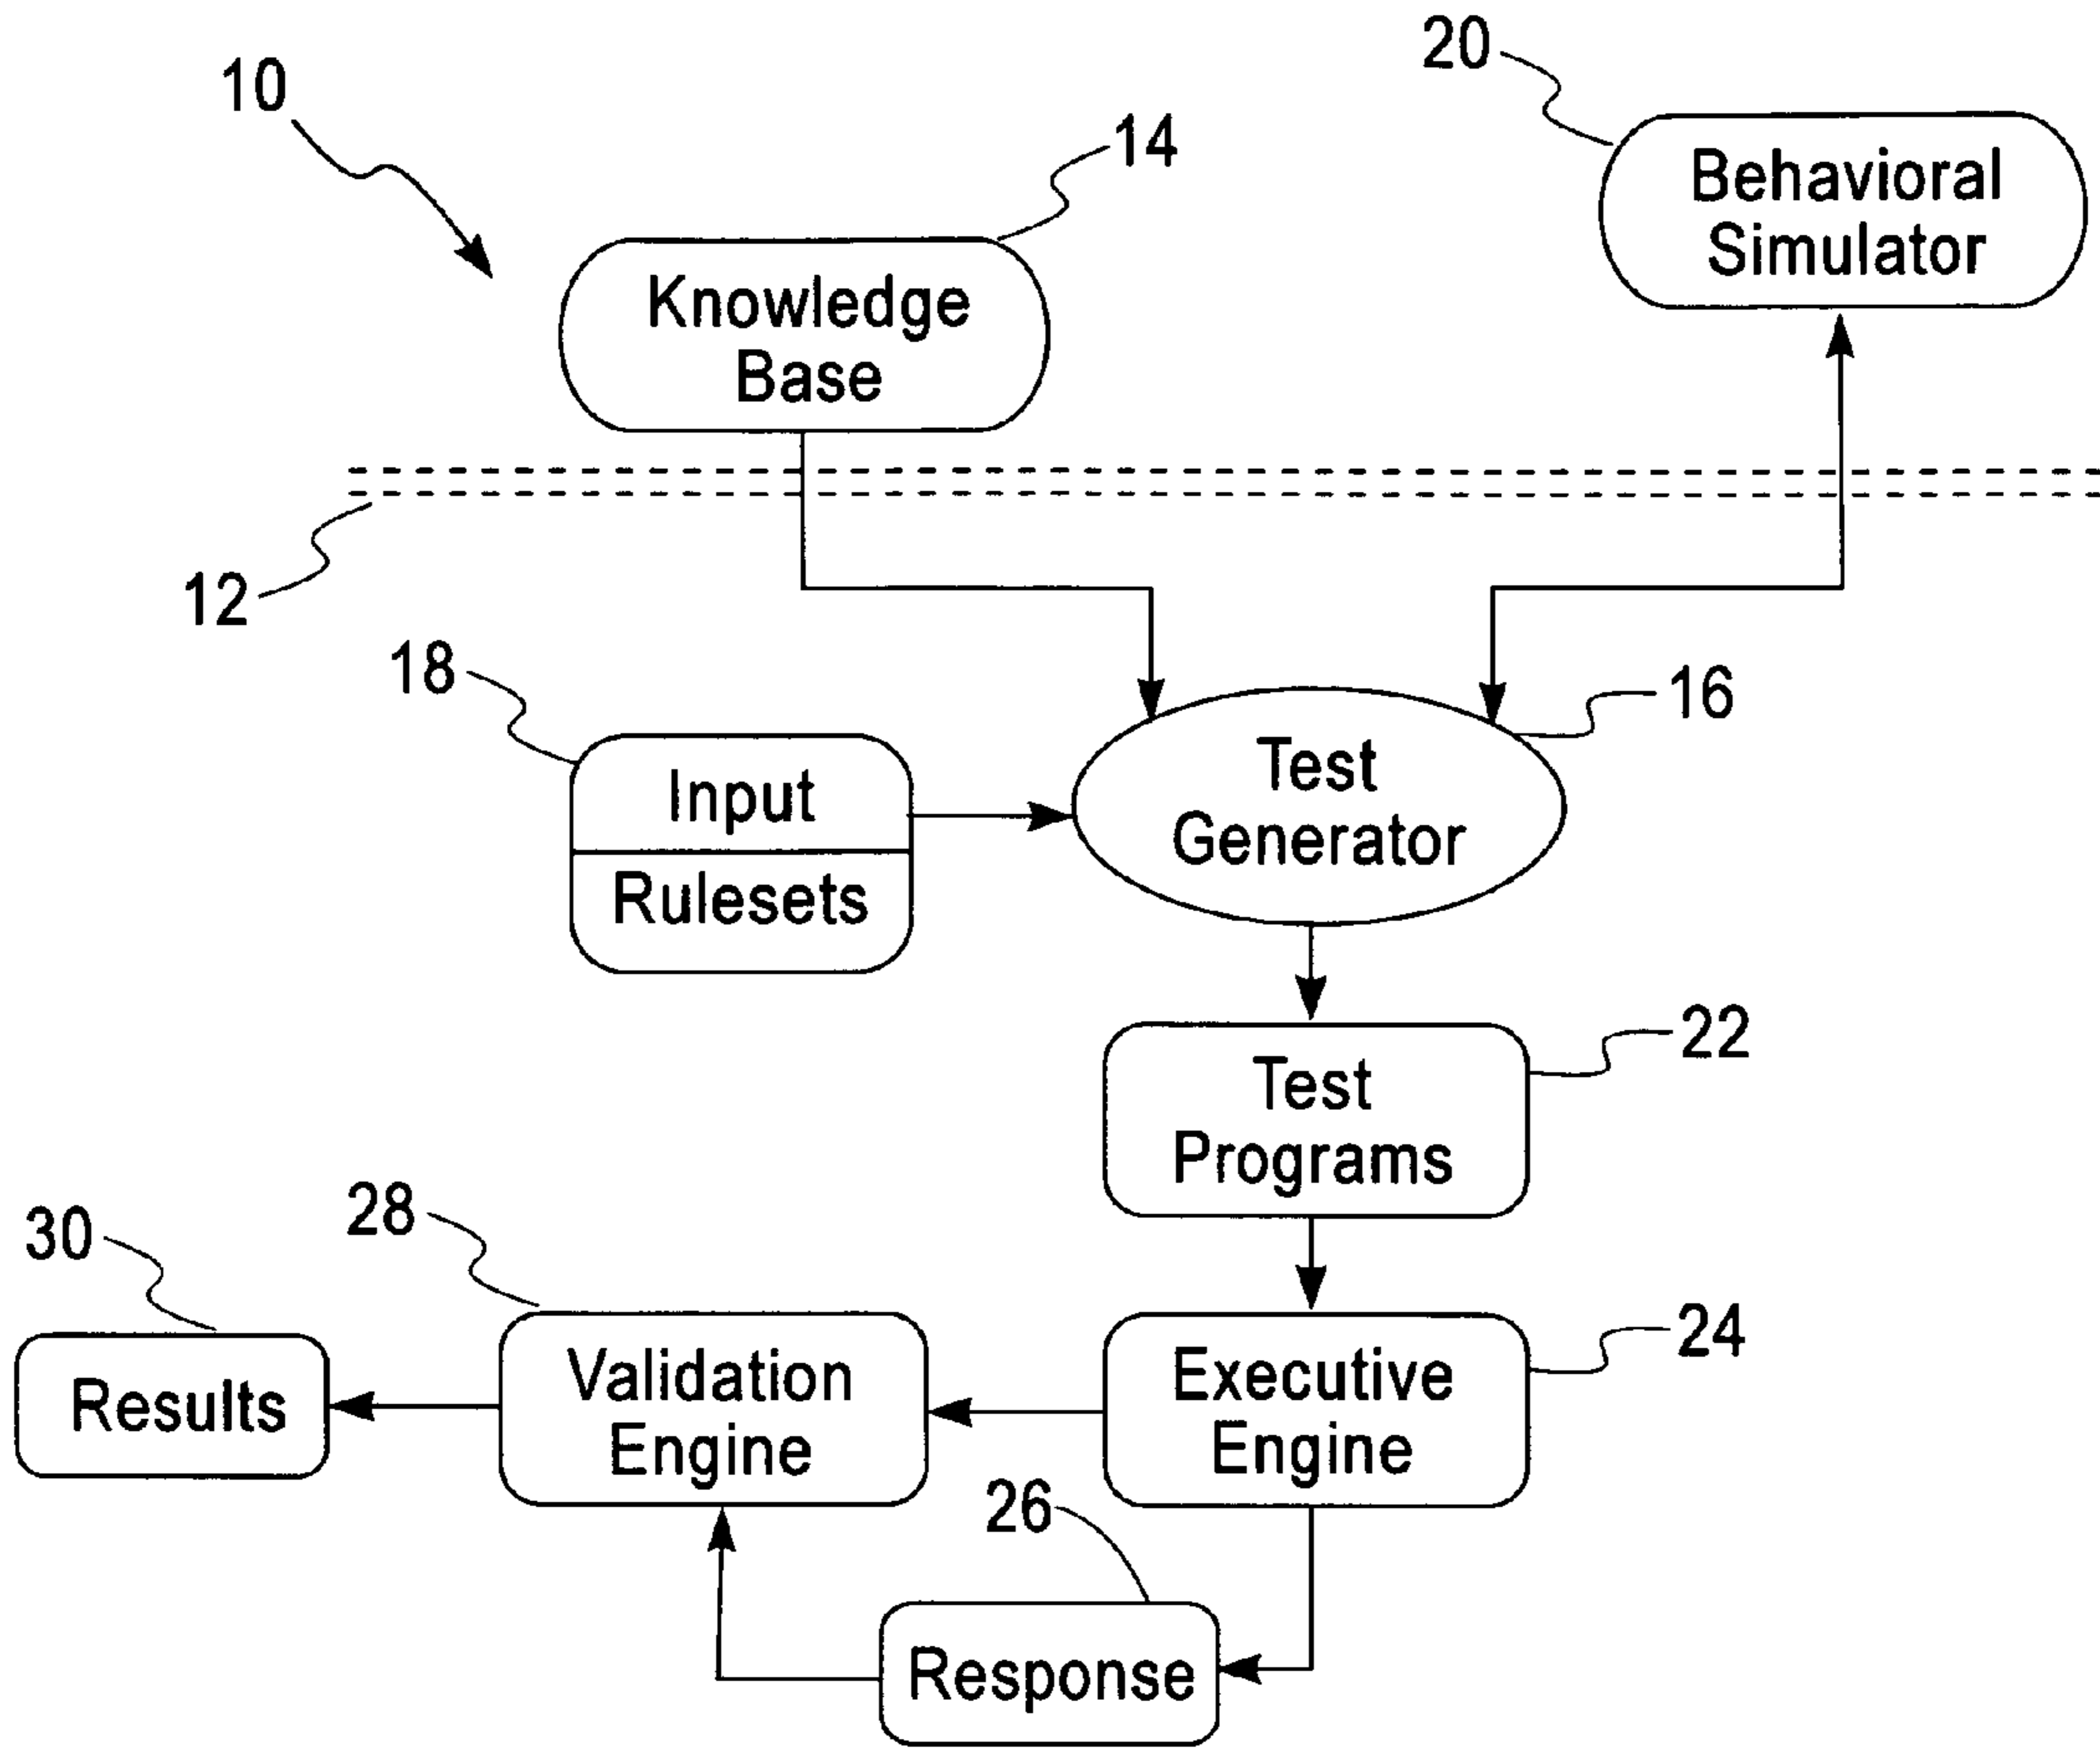 20
10
14
Behavioral
Simulator
Knowledge
Base
12
18
16
Input
Rulesets
Test
Generator
22
Test
Programs
30
28
24
Results
Validation
Engine
Executive
Engine
26
Response